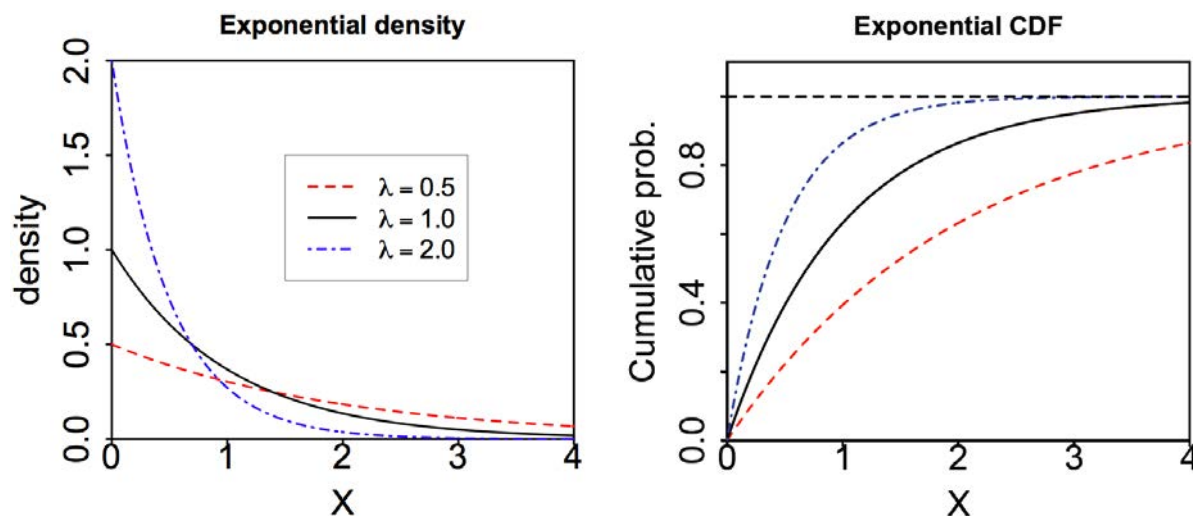 Exponential density
2.0
1.5
1.0
0.5
0.0
density
λ = 0.5
λ = 1.0
λ = 2.0
0 1 2 3 4
X
Exponential CDF
0.8
0.4
0.0
Cumulative prob.
0 1 2 3 4
X